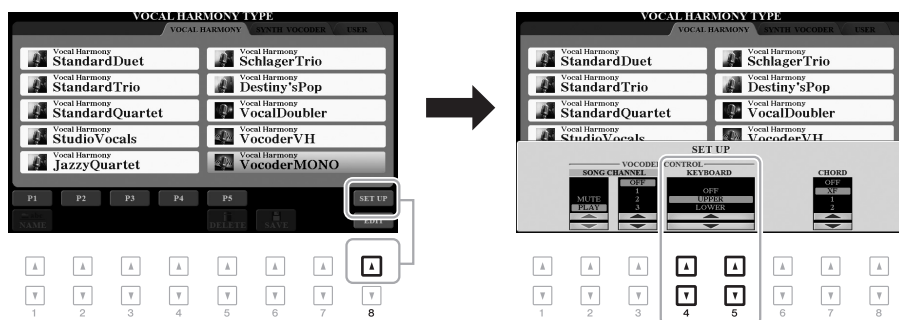 VOCAL HARMONY TYPE
VOCAL HARMONY SYNTH VOCODER USER
Vocal Harmony
StandardDuet
Vocal Harmony
SchlagerTrio
Vocal Harmony
StandardTrio
Vocal Harmony
Destiny'sPop
Vocal Harmony
StandardQuartet
Vocal Harmony
VocalDoubler
Vocal Harmony
StudioVocals
Vocal Harmony
VocoderVH
Vocal Harmony
JazzyQuartet
Vocal Harmony
VocoderMONO
P1 P2 P3 P4 P5 SET UP
NAME DELETE SAVE EDIT
1 2 3 4 5 6 7 8
VOCAL HARMONY TYPE
VOCAL HARMONY SYNTH VOCODER USER
Vocal Harmony
StandardDuet
Vocal Harmony
SchlagerTrio
Vocal Harmony
StandardTrio
Vocal Harmony
Destiny'sPop
Vocal Harmony
StandardQuartet
Vocal Harmony
VocalDoubler
Vocal Harmony
StudioVocals
Vocal Harmony
VocoderVH
SET UP
VOCODER CONTROL
SONG CHANNEL KEYBOARD CHORD
MUTE
PLAY
OFF
1
2
3
OFF
UPPER
LOWER
OFF
XF
1
2
1 2 3 4 5 6 7 8